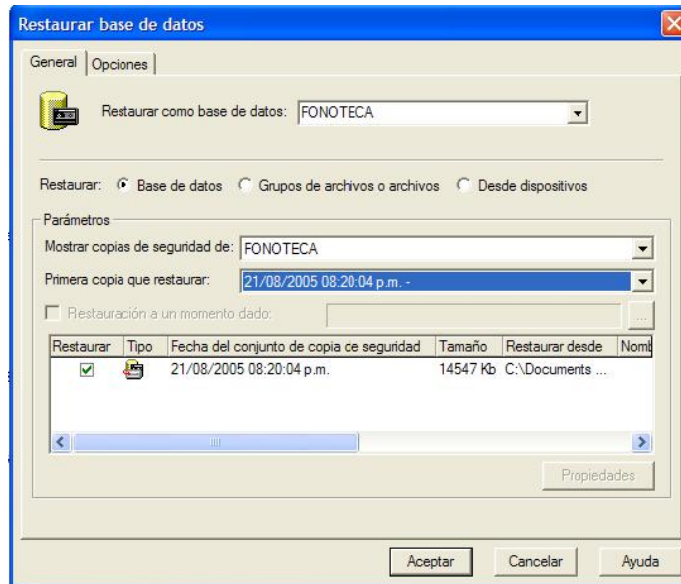 Restaurar base de datos
General Opciones
Restaurar como base de datos: FONOTECA
Restaurar: Base de datos Grupos de archivos o archivos Desde dispositivos
Parámetros
Mostrar copias de seguridad de: FONOTECA
Primera copia que restaurar: 21/08/2005 08:20:04 p.m. -
Restauración a un momento dado: ...
Restaurar Tipo Fecha del conjunto de copia de seguridad Tamaño Restaurar desde Nomb
21/08/2005 08:20:04 p.m. 14547 Kb C:\Documents ...
Propiedades
Aceptar Cancelar Ayuda